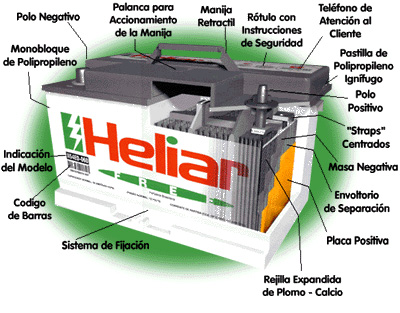 Polo Negativo
Palanca para
Accionamiento
de la Manija
Manija
Retractil
Rótulo con
Instrucciones
de Seguridad
Teléfono de
Atención al
Cliente
Monobloque
de Polipropileno
Pastilla de
Polipropileno
Ignífugo
Polo
Positivo
"Straps"
Centrados
Heliar
FREE
Indicación
del Modelo
Masa Negativa
Codigo
de Barras
Envoltorio
de Separación
Sistema de Fijación
Placa Positiva
Rejilla Expandida
de Plomo - Calcio